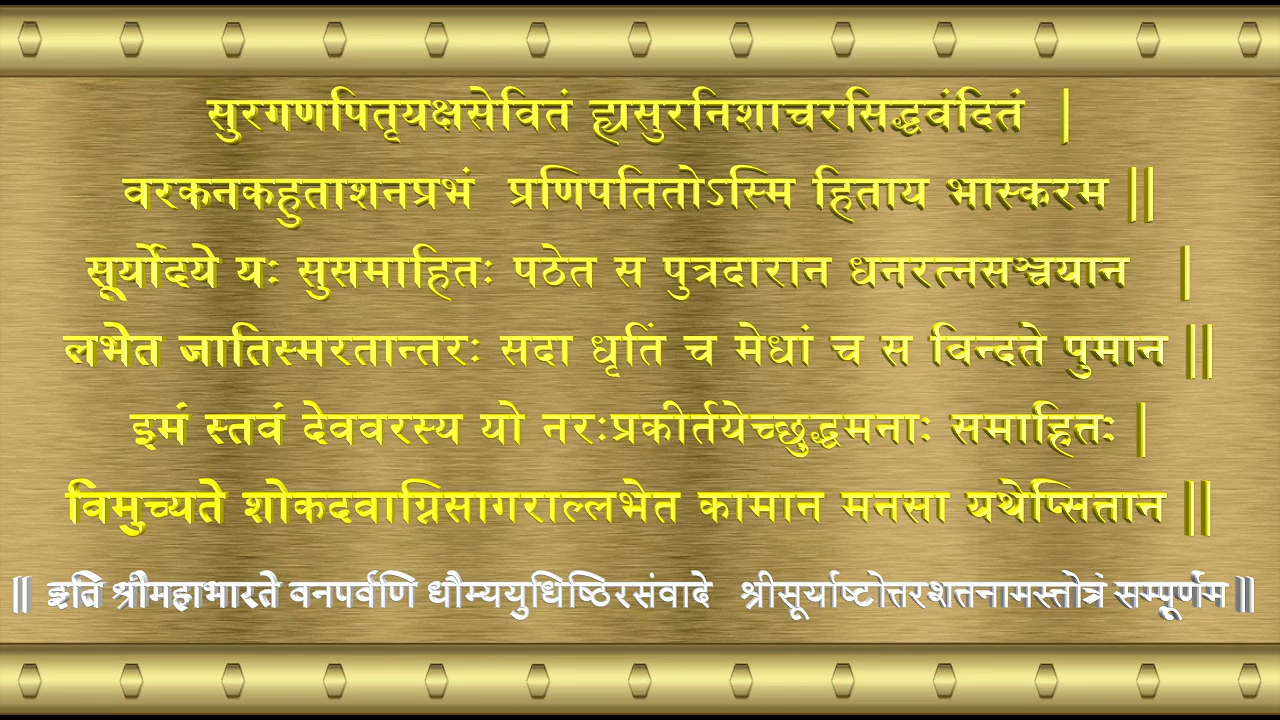 सुरगणपितृयक्षसेवितं ह्यसुरनिशाचरसिद्धवंदितं |
वरकनकहुताशनप्रभं प्रणिपतितोऽस्मि हिताय भास्करम ||
सूर्योदये यः सुसमाहितः पठेत स पुत्रदारान धनरत्नसञ्चयान |
लभेत जातिस्मरतान्तरः सदा धृतिं च मेधां च स विन्दते पुमान ||
इमं स्तवं देववरस्य यो नरःप्रकीर्तयेच्छुद्धमनाः समाहितः |
विमुच्यते शोकदवाग्निसागराल्लभेत कामान मनसा यथेप्सितान ||
|| इति श्रीमहाभारते वनपर्वणि धौम्ययुधिष्ठिरसंवादे श्रीसूर्याष्टोत्तरशतनामस्तोत्रं सम्पूर्णम ||